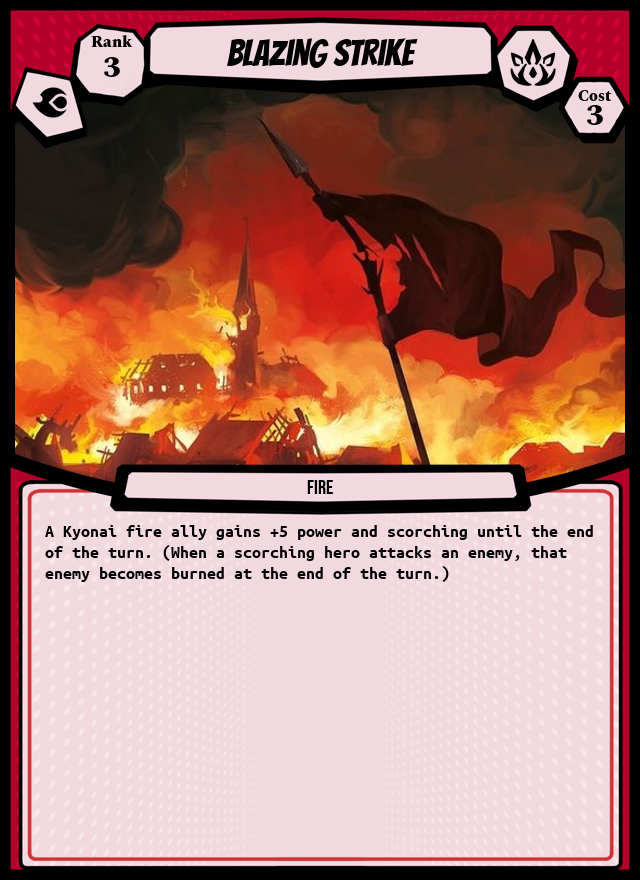 Rank
3
BLAZING STRIKE
Cost
3
FIRE
A Kyonai fire ally gains +5 power and scorching until the end
of the turn. (When a scorching hero attacks an enemy, that
enemy becomes burned at the end of the turn.)